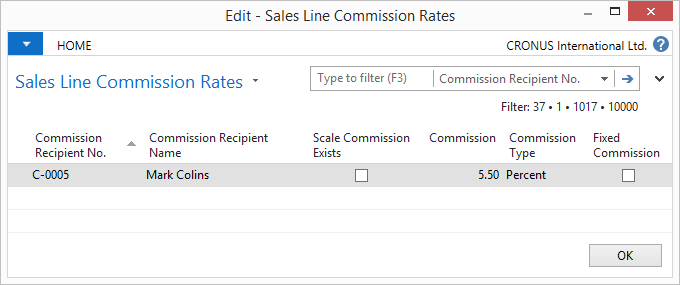 Edit - Sales Line Commission Rates
HOME
CRONUS International Ltd.
?
Sales Line Commission Rates
Type to filter (F3)
Commission Recipient No.
Filter: 37 • 1 • 1017 • 10000
Commission Recipient No.
Commission Recipient Name
Scale Commission Exists
Commission
Commission Type
Fixed Commission
C-0005
Mark Colins
5.50
Percent
OK